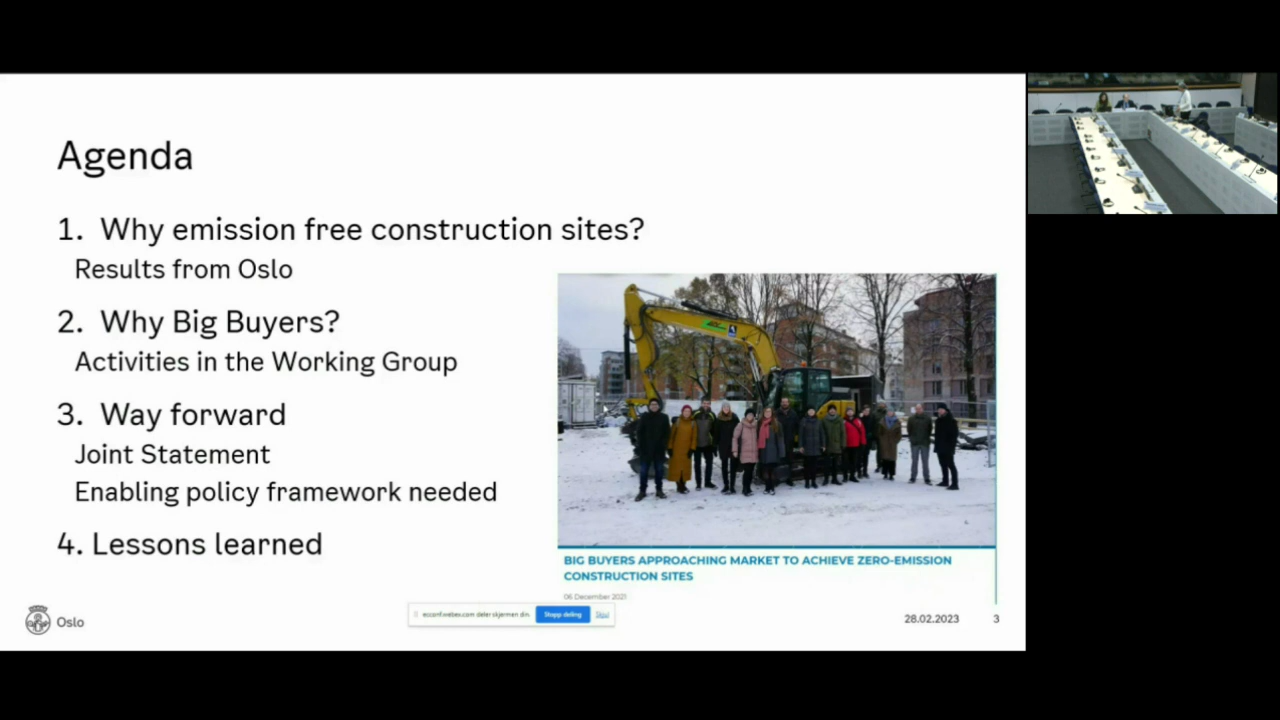 Agenda
1. Why emission free construction sites?
Results from Oslo
2. Why Big Buyers?
Activities in the Working Group
3. Way forward
Joint Statement
Enabling policy framework needed
4. Lessons learned
BIG BUYERS APPROACHING MARKET TO ACHIEVE ZERO-EMISSION
CONSTRUCTION SITES
06 December 2021
ecconf.webex.com deler skjermen din. Stopp deling Skjul
Oslo
28.02.2023 3